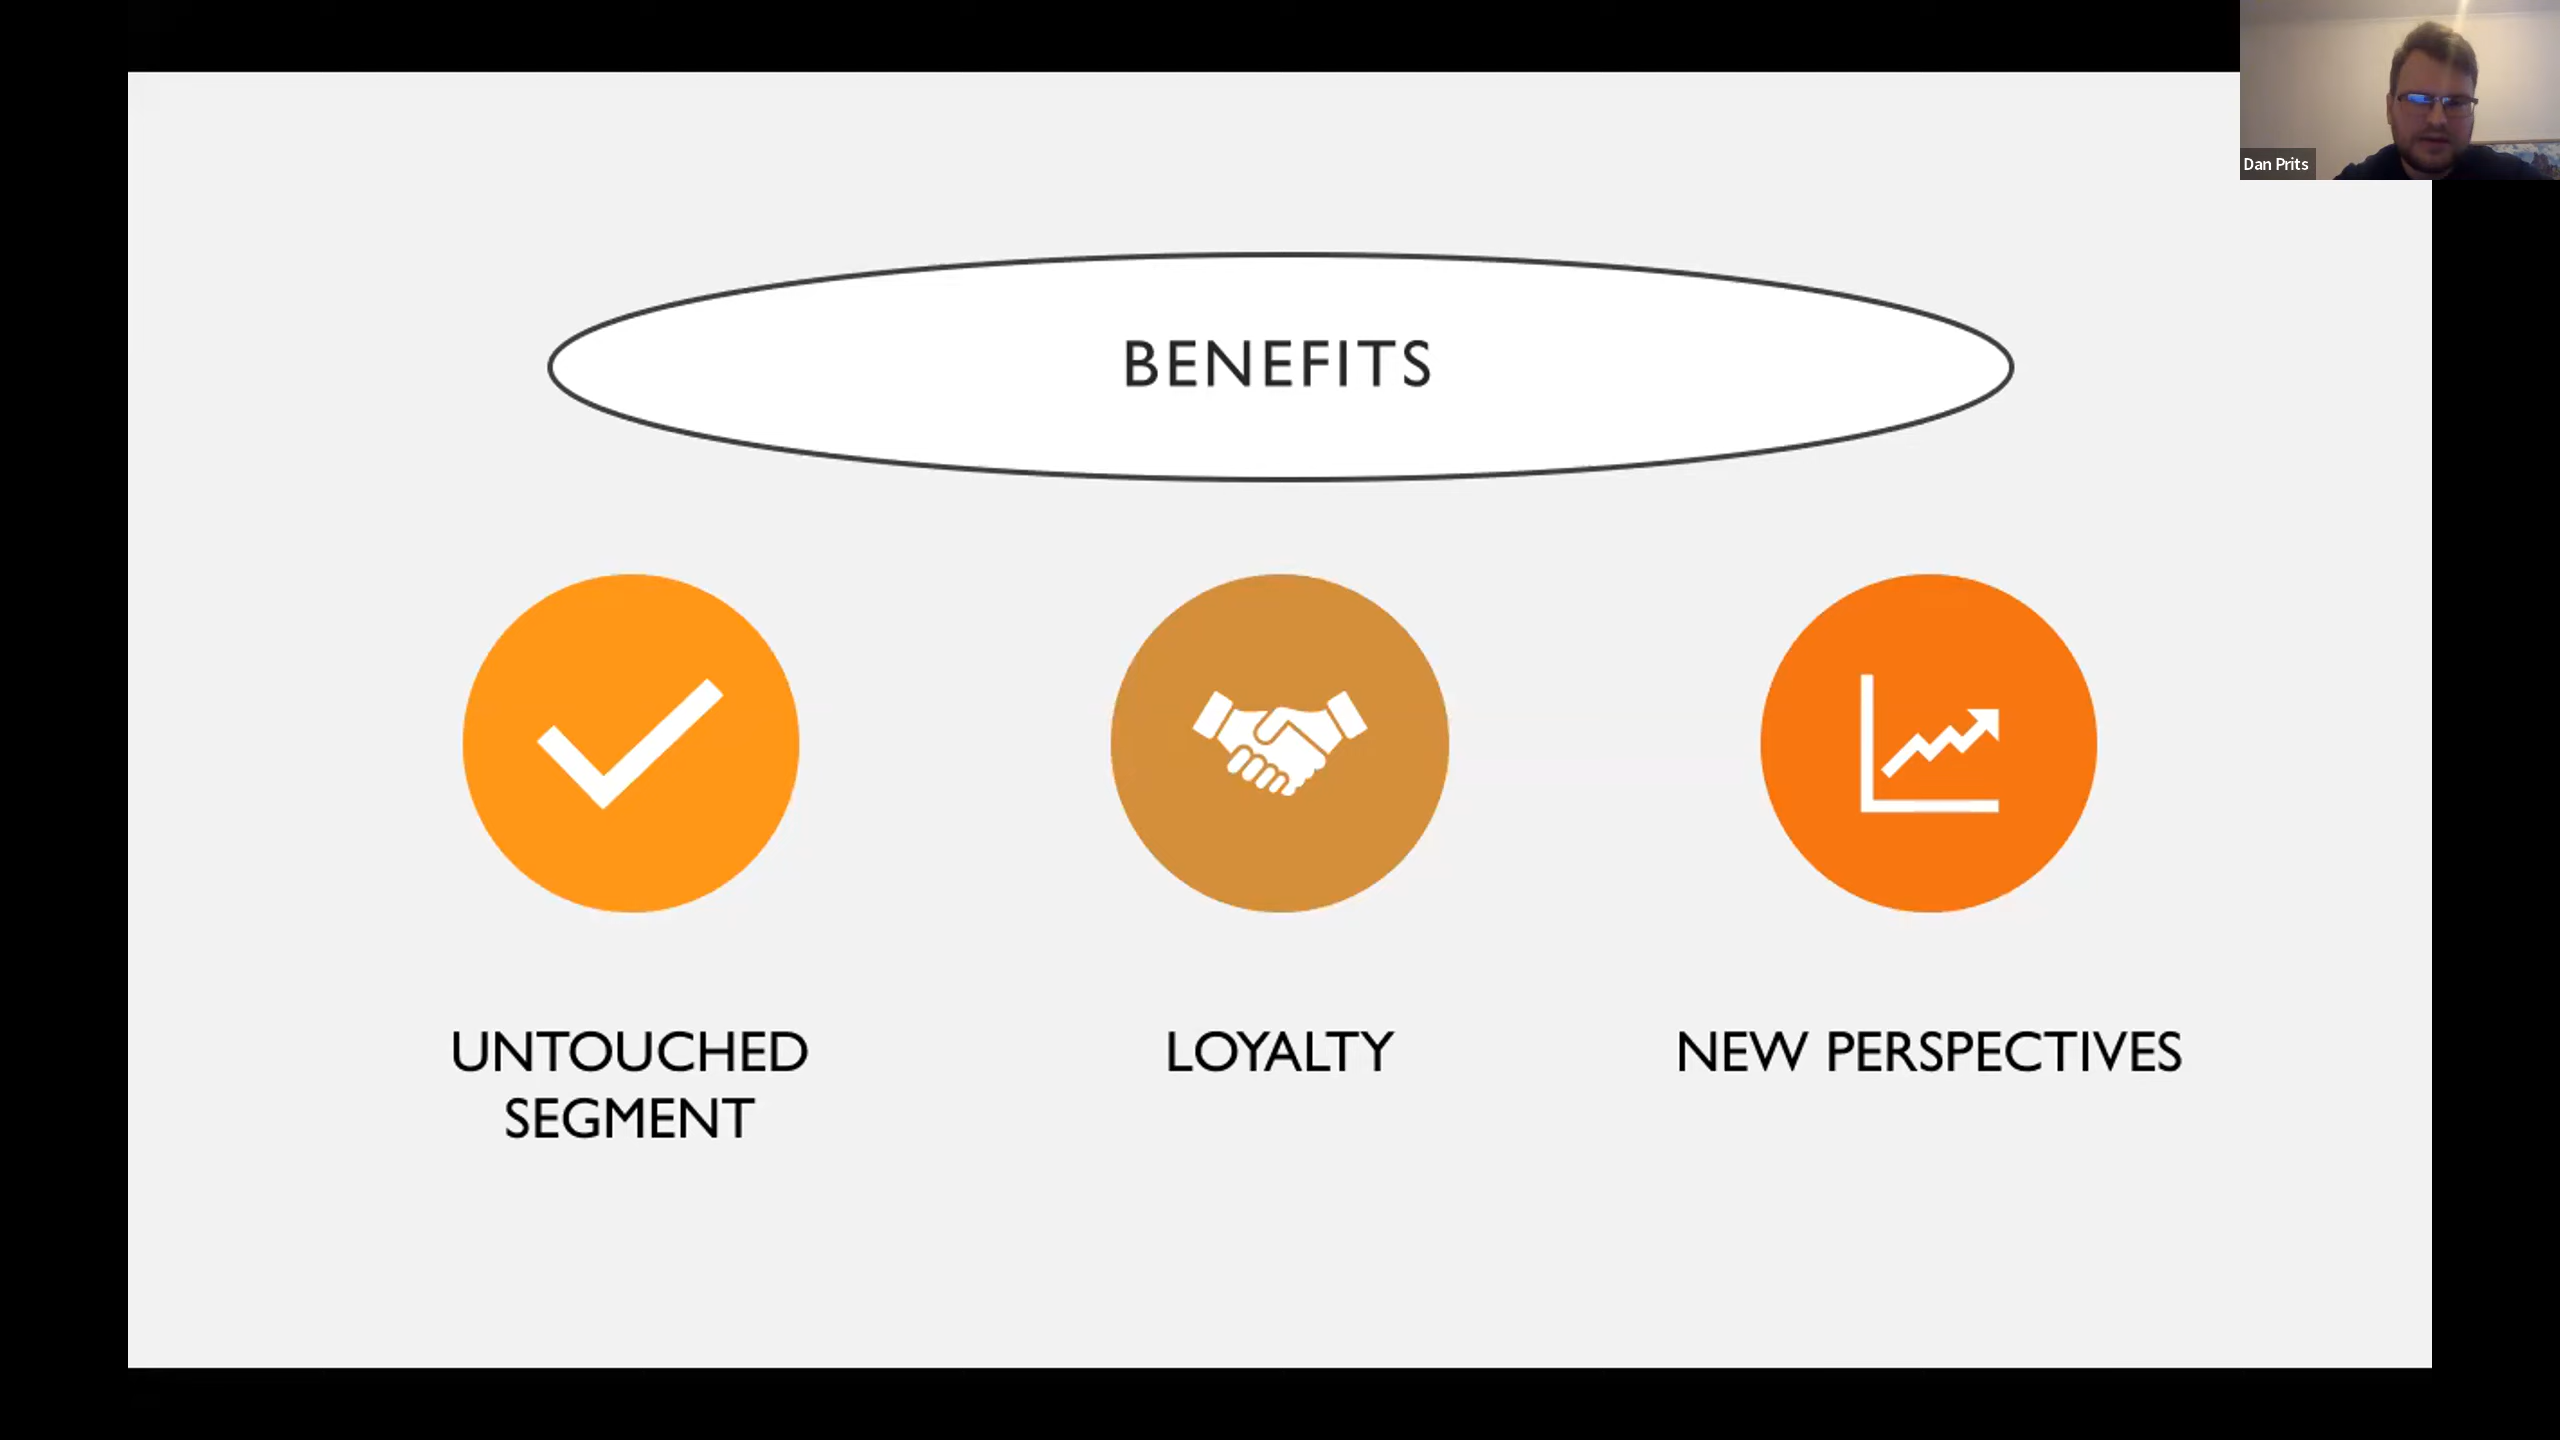 Dan Prits
BENEFITS
UNTOUCHED
SEGMENT
LOYALTY
NEW PERSPECTIVES